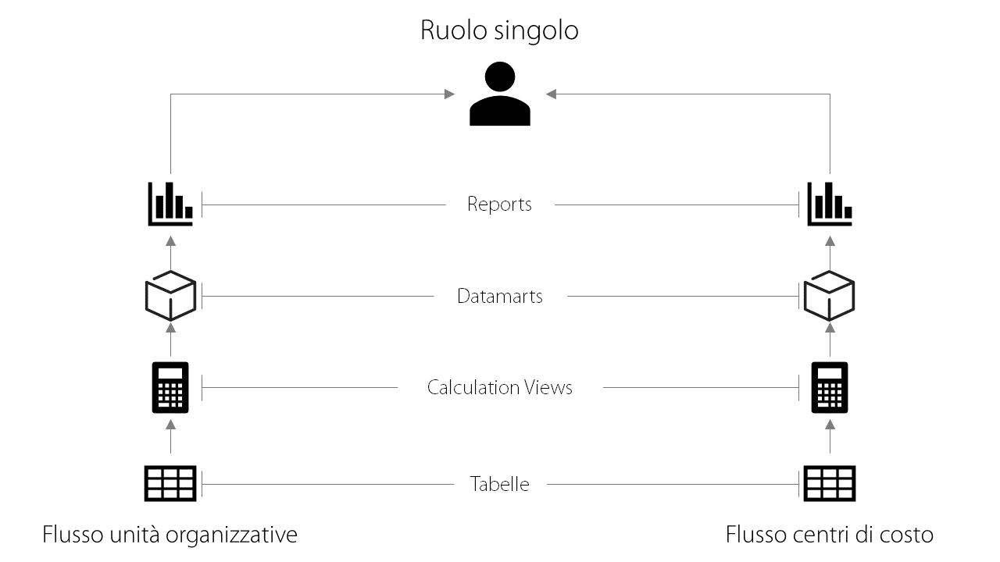 Ruolo singolo
Reports
Datamarts
Calculation Views
Tabelle
Flusso unità organizzative
Flusso centri di costo